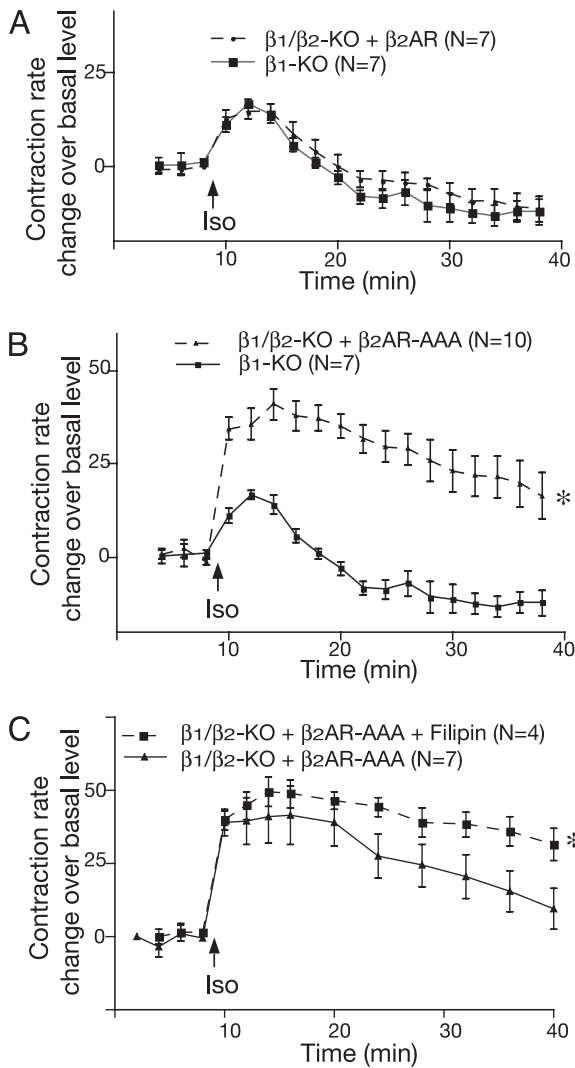 A
β1/β2-KO + β2AR (N=7)
β1-KO (N=7)
Contraction rate
change over basal level
25
0
Iso
10 20 30 40
Time (min)
B
β1/β2-KO + β2AR-AAA (N=10)
β1-KO (N=7)
Contraction rate
change over basal level
50
25
0
*
Iso
10 20 30 40
Time (min)
C
β1/β2-KO + β2AR-AAA + Filipin (N=4)
β1/β2-KO + β2AR-AAA (N=7)
Contraction rate
change over basal level
50
25
0
*
Iso
10 20 30 40
Time (min)